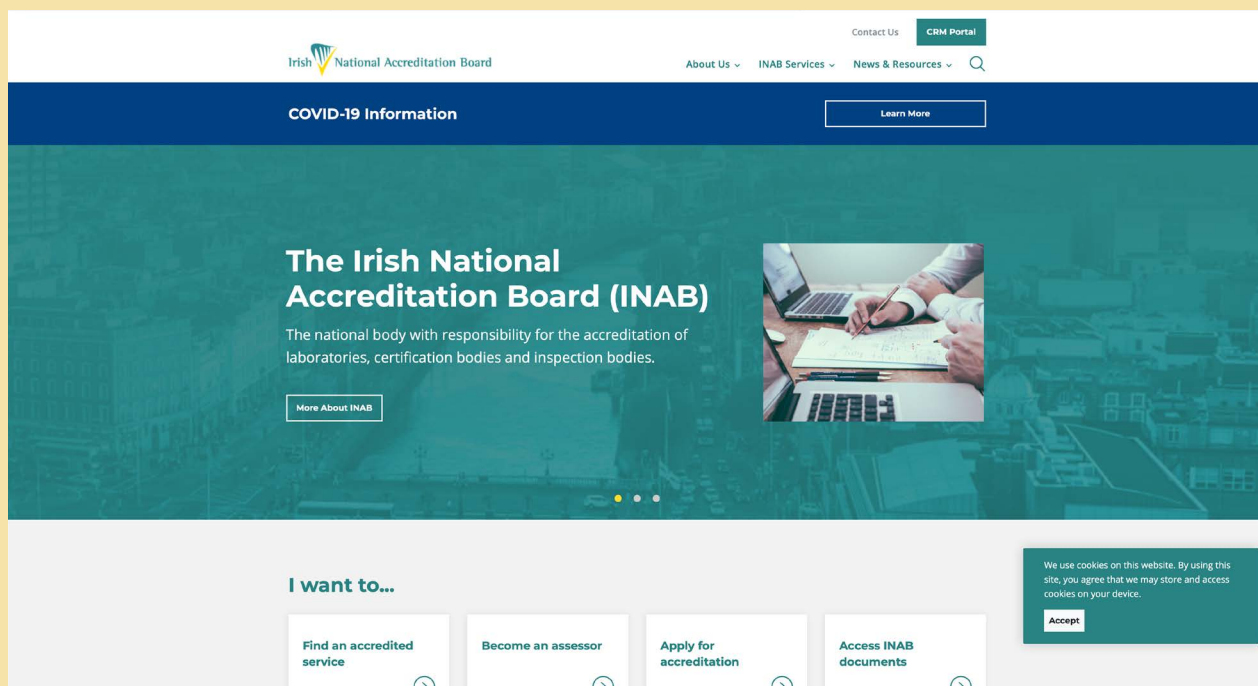 Contact Us
CRM Portal
Irish National Accreditation Board
About Us
INAB Services
News & Resources
COVID-19 Information
Learn More
The Irish National
Accreditation Board (INAB)
The national body with responsibility for the accreditation of
laboratories, certification bodies and inspection bodies.
More About INAB
I want to...
Find an accredited
service
Become an assessor
Apply for
accreditation
Access INAB
documents
We use cookies on this website. By using this
site, you agree that we may store and access
cookies on your device.
Accept